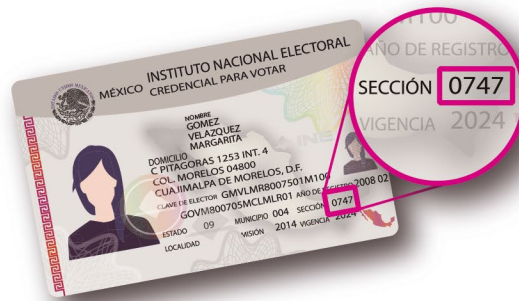 INSTITUTO NACIONAL ELECTORAL
MÉXICO CREDENCIAL PARA VOTAR
NOMBRE
GOMEZ
VELAZQUEZ
MARGARITA
DOMICILIO
C PITAGORAS 1253 INT. 4
COL. MORELOS 04800
CUAJIMALPA DE MORELOS, D.F.
CLAVE DE ELECTOR GMVLMR8007501M100
GOVM800705MCLMLR01 AÑO DE REGISTRO 2008 02
ESTADO 09 MUNICIPIO 004 SECCIÓN 0747
LOCALIDAD VISIÓN 2014 VIGENCIA 2024
AÑO DE REGISTRO
SECCIÓN 0747
VIGENCIA 2024